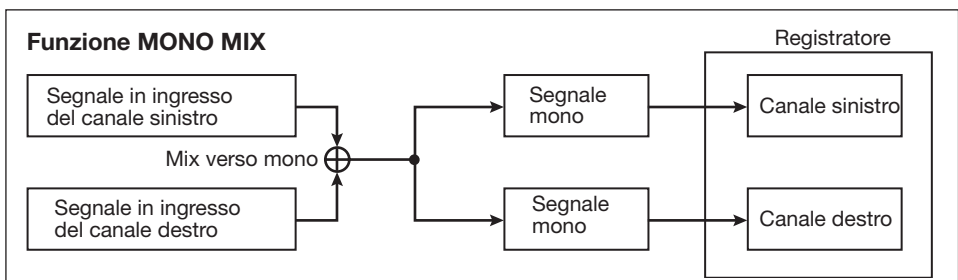 Funzione MONO MIX
Registratore
Segnale in ingresso
del canale sinistro
Segnale
mono
Canale sinistro
Mix verso mono
Segnale in ingresso
del canale destro
Segnale
mono
Canale destro